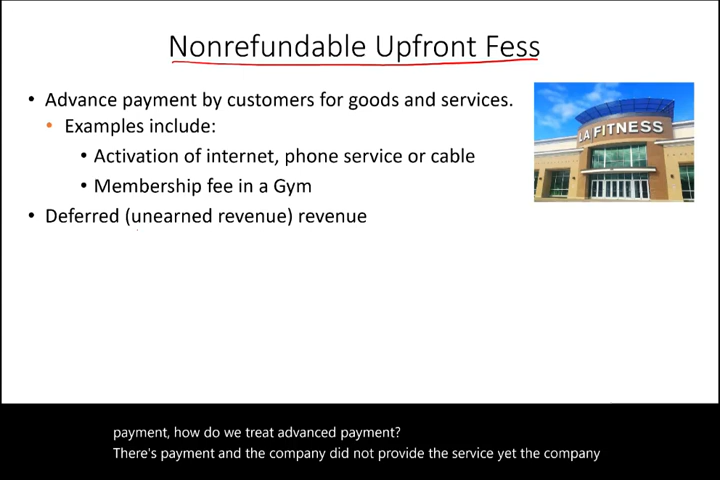 Nonrefundable Upfront Fess
• Advance payment by customers for goods and services.
• Examples include:
• Activation of internet, phone service or cable
• Membership fee in a Gym
• Deferred (unearned revenue) revenue
LA FITNESS
payment, how do we treat advanced payment?
There's payment and the company did not provide the service yet the company